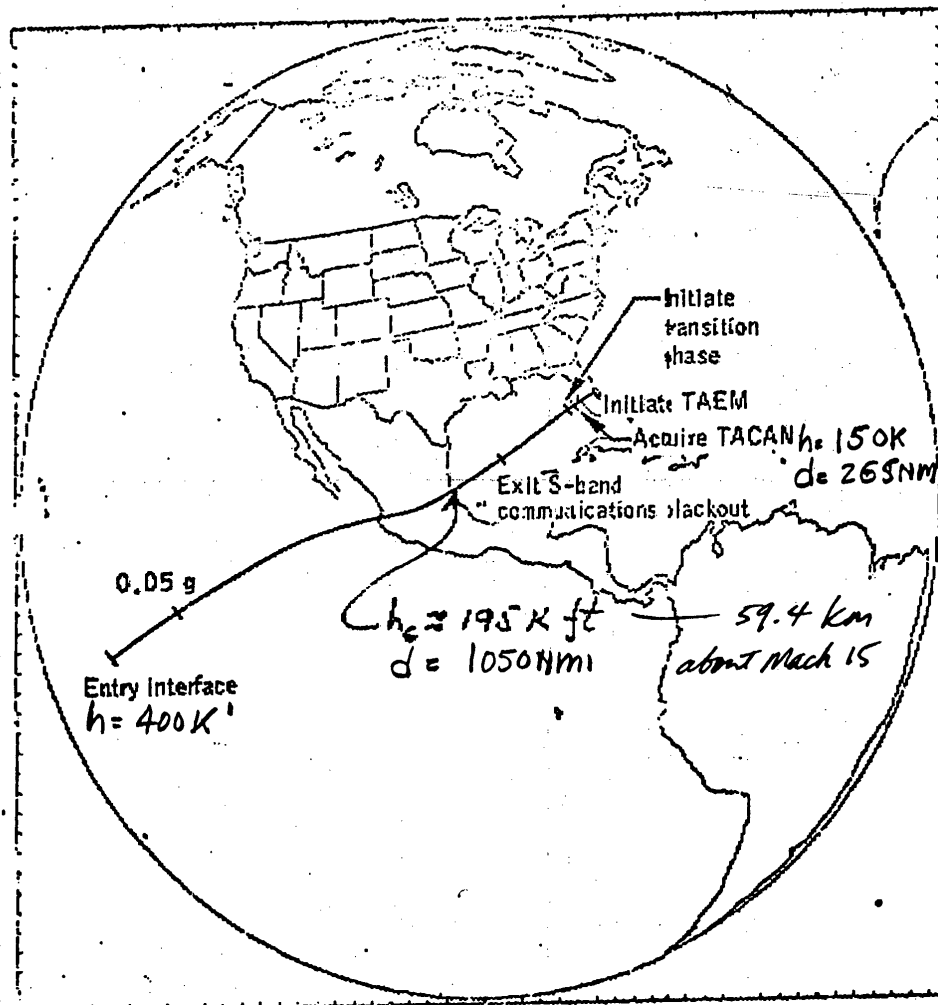 Initiate
transition
phase
Initiate TAEM
Acquire TACAN h= 150K
d= 265NM
Exit S-band
communications blackout
0.05 g
hc ≈ 195K ft — 59.4 km
d = 1050NMi about Mach 15
Entry Interface
h= 400K'